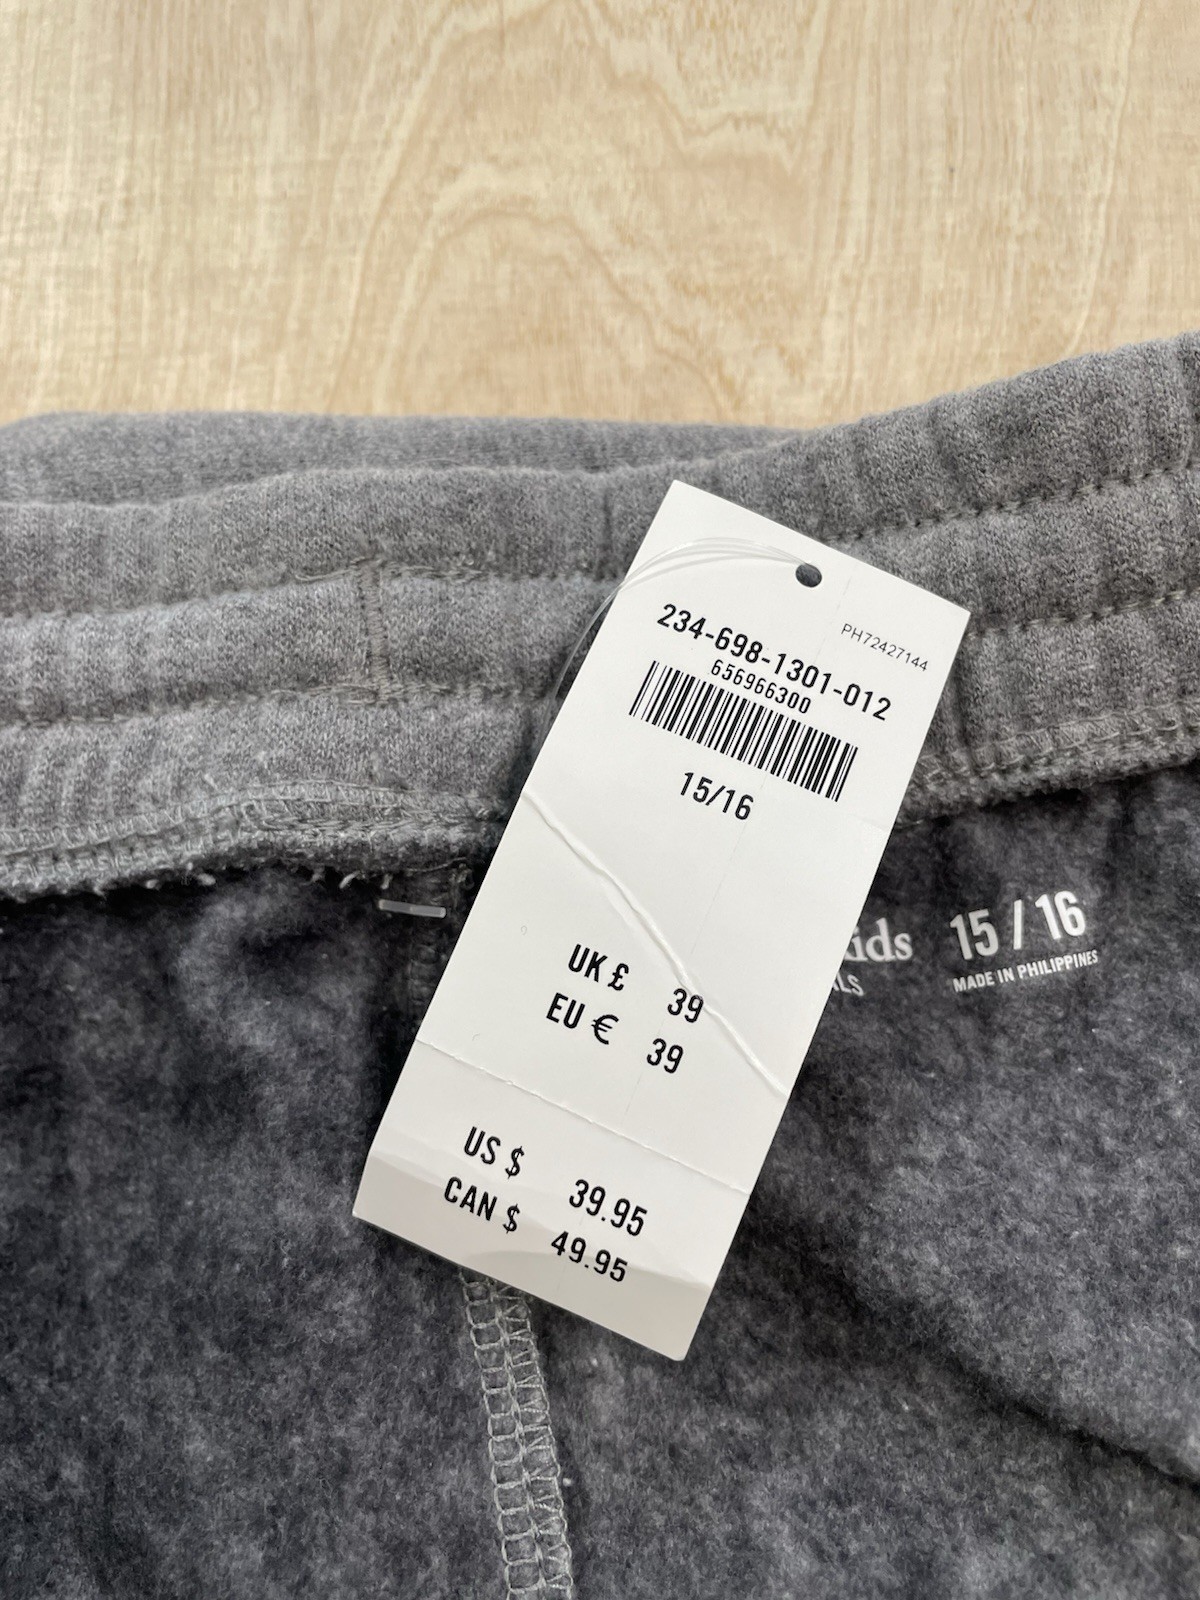 PH72427144
234-698-1301-012
656966300
15/16
UK £ 39
EU € 39
US $ 39.95
CAN $ 49.95
15 / 16
MADE IN PHILIPPINES